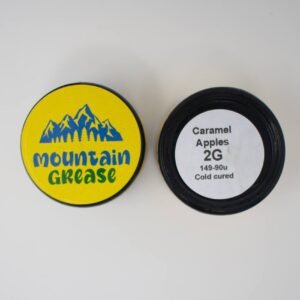 mountain
GREASE
Caramel
Apples
2G
149-90u
Cold cured